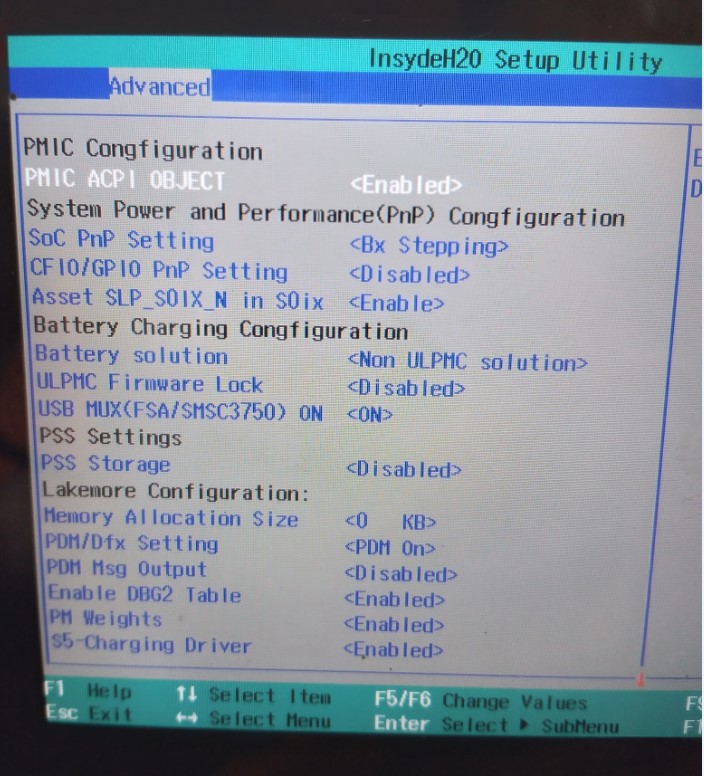 InsydeH20 Setup Utility
Advanced
PMIC Congfiguration
PMIC ACPI OBJECT <Enabled>
System Power and Performance(PnP) Congfiguration
SoC PnP Setting <Bx Stepping>
CFIO/GPIO PnP Setting <Disabled>
Asset SLP_S0IX_N in S0ix <Enable>
Battery Charging Congfiguration
Battery solution <Non ULPMC solution>
ULPMC Firmware Lock <Disabled>
USB MUX(FSA/SMSC3750) ON <ON>
PSS Settings
PSS Storage <Disabled>
Lakemore Configuration:
Memory Allocation Size <0 KB>
PDM/Dfx Setting <PDM On>
PDM Msg Output <Disabled>
Enable DBG2 Table <Enabled>
PM Weights <Enabled>
S5-Charging Driver <Enabled>
F1 Help ↑↓ Select Item F5/F6 Change Values
Esc Exit ←→ Select Menu Enter Select ▶ SubMenu